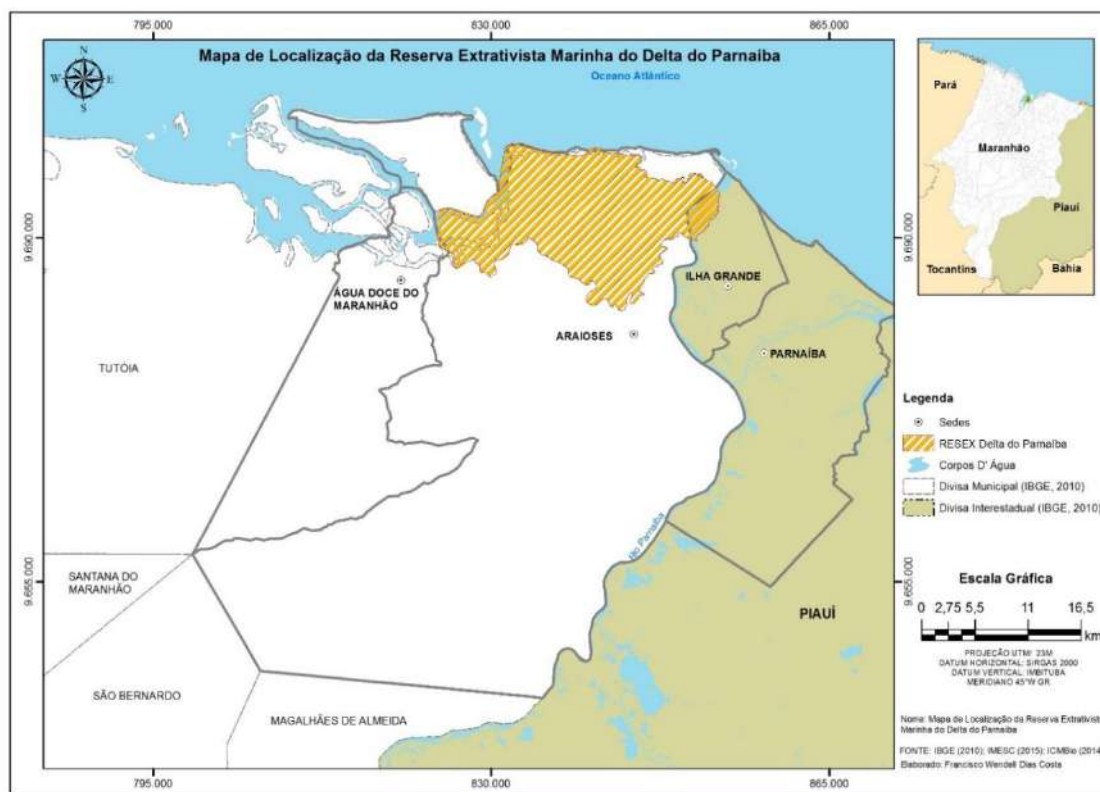 795.000
830.000
865.000
Mapa de Localização da Reserva Extrativista Marinha do Delta do Parnaiba
Oceano Atlântico
N
W
E
S
9.690.000
9.690.000
ÁGUA DOCE DO
MARANHÃO
ILHA GRANDE
ARAIOSES
PARNAÍBA
TUTÓIA
Rio Parnaíba
9.655.000
9.655.000
SANTANA DO
MARANHÃO
PIAUÍ
SÃO BERNARDO
MAGALHÃES DE ALMEIDA
795.000
830.000
865.000
Pará
Maranhão
Piauí
Tocantins
Bahia
Legenda
Sedes
RESEX Delta do Parnaíba
Corpos D' Água
Divisa Municipal (IBGE, 2010)
Divisa Interestadual (IBGE, 2010)
Escala Gráfica
0 2,75 5,5 11 16,5
km
PROJEÇÃO UTM/ 23M
DATUM HORIZONTAL: SIRGAS 2000
DATUM VERTICAL: IMBITUBA
MERIDIANO 45°W GR
Nome: Mapa de Localização da Reserva Extrativista
Marinha do Delta do Parnaiba
FONTE: IBGE (2010); IMESC (2015); ICMBio (2014
Elaborado: Francisco Wendell Dias Costa